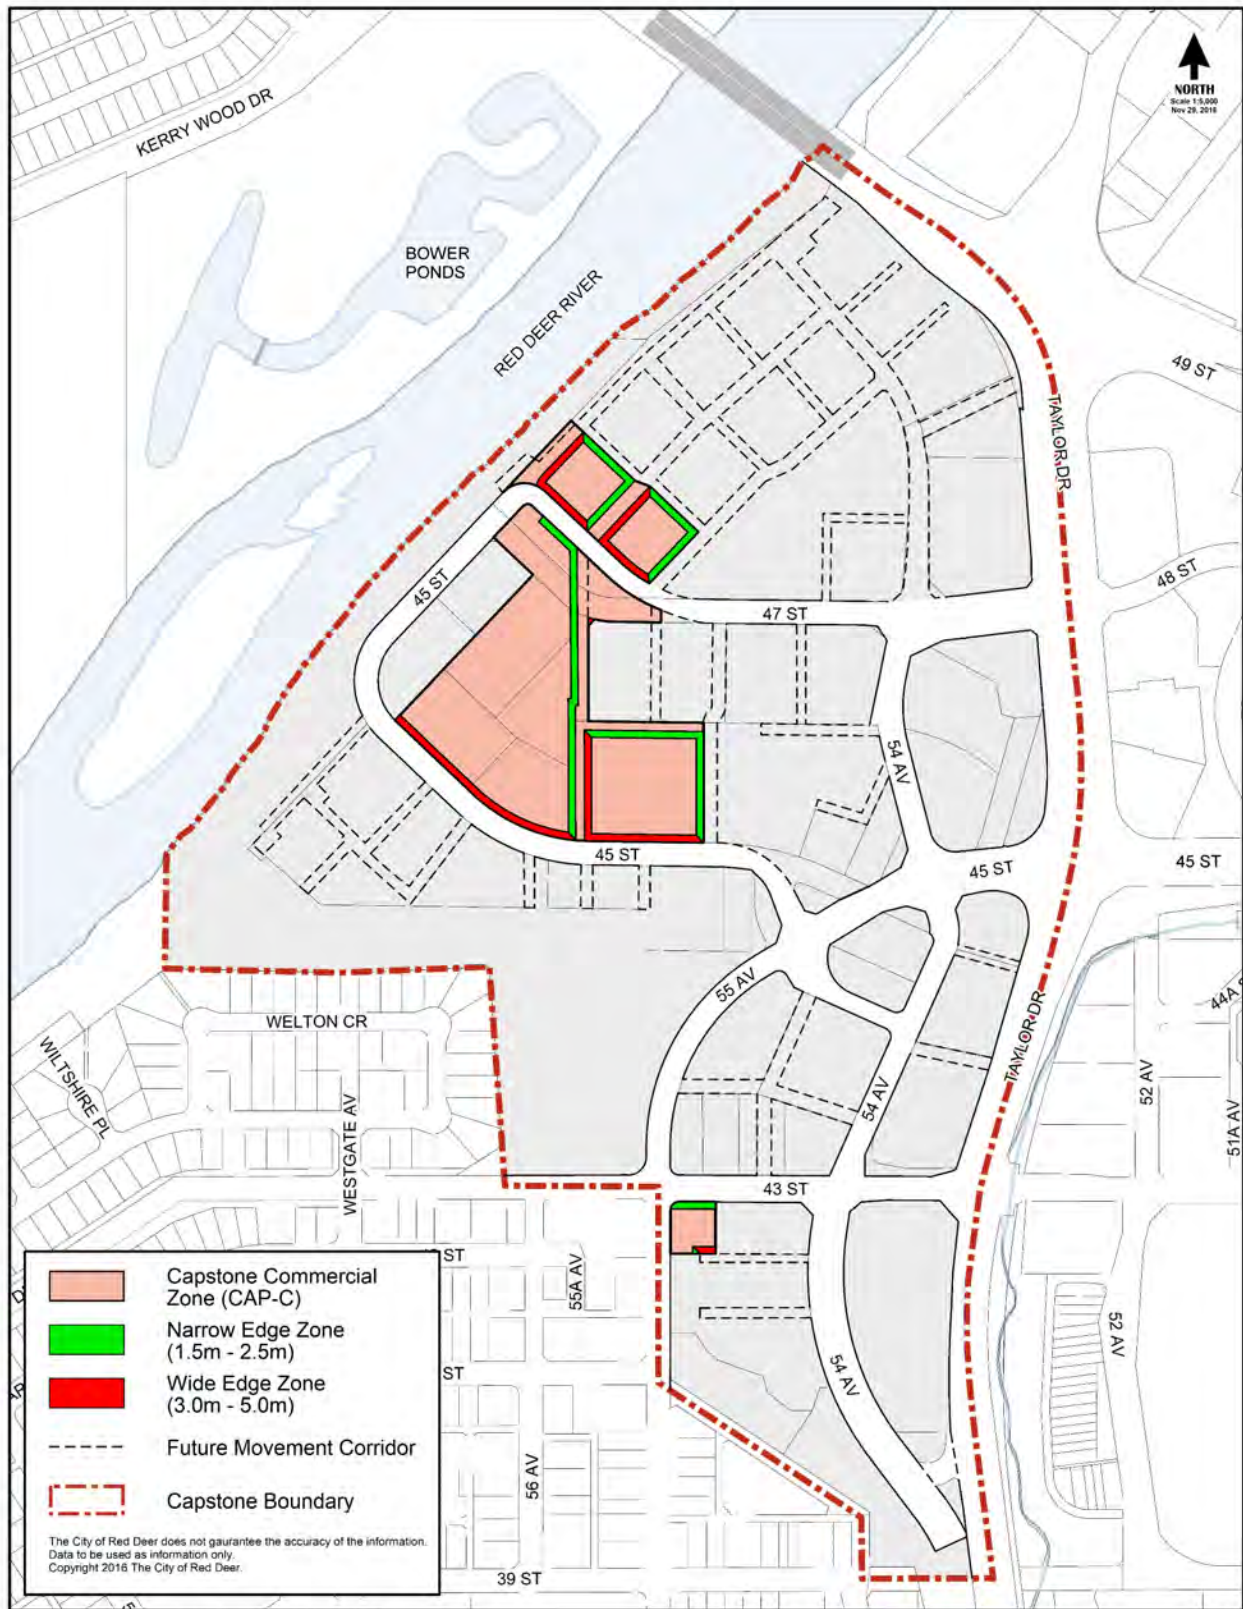 NORTH
Scale 1:5,000
Nov 29, 2016
KERRY WOOD DR
BOWER
PONDS
RED DEER RIVER
49 ST
TAYLOR DR
48 ST
45 ST
47 ST
54 AV
45 ST
45 ST
45 ST
44A S
55 AV
WELTON CR
WILTSHIRE PL
TAYLOR DR
52 AV
54 AV
51A AV
WESTGATE AV
43 ST
ST
55A AV
52 AV
ST
54 AV
56 AV
39 ST
Capstone Commercial
Zone (CAP-C)
Narrow Edge Zone
(1.5m - 2.5m)
Wide Edge Zone
(3.0m - 5.0m)
Future Movement Corridor
Capstone Boundary
The City of Red Deer does not gaurantee the accuracy of the information.
Data to be used as information only.
Copyright 2016 The City of Red Deer.